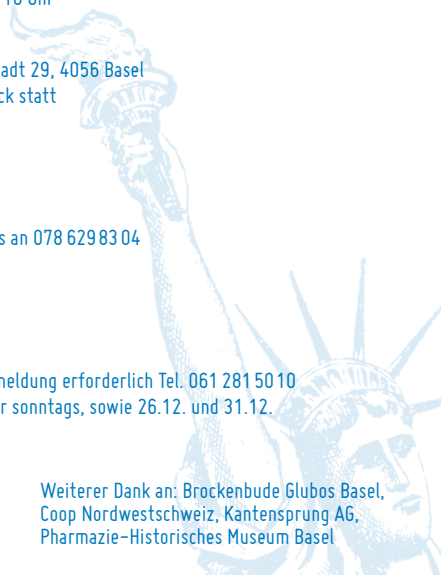 adt 29, 4056 Basel
ck statt
s an 078 629 83 04
meldung erforderlich Tel. 061 281 50 10
r sonntags, sowie 26.12. und 31.12.
Weiterer Dank an: Brockenbude Glubos Basel,
Coop Nordwestschweiz, Kantensprung AG,
Pharmazie-Historisches Museum Basel